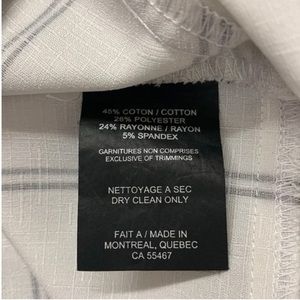 45% COTON / COTTON
26% POLYESTER
24% RAYONNE / RAYON
5% SPANDEX
GARNITURES NON COMPRISES
EXCLUSIVE OF TRIMMINGS
NETTOYAGE A SEC
DRY CLEAN ONLY
FAIT A / MADE IN
MONTREAL, QUEBEC
CA 55467